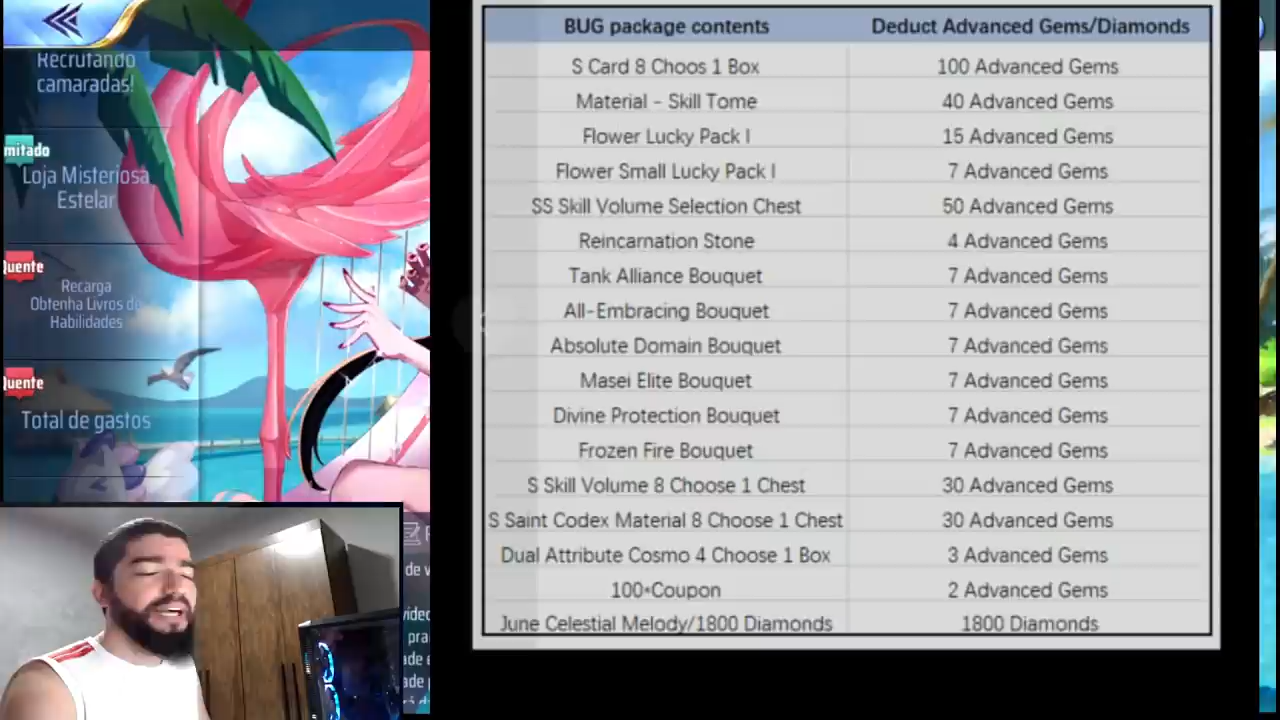 Recrutando
camaradas!
mitado
Loja Misteriosa
Estelar
Quente
Recarga
Obtenha Livros de
Habilidades
Quente
Total de gastos
de v
pra
ade
ade
BUG package contents Deduct Advanced Gems/Diamonds
S Card 8 Choos 1 Box 100 Advanced Gems
Material - Skill Tome 40 Advanced Gems
Flower Lucky Pack I 15 Advanced Gems
Flower Small Lucky Pack I 7 Advanced Gems
SS Skill Volume Selection Chest 50 Advanced Gems
Reincarnation Stone 4 Advanced Gems
Tank Alliance Bouquet 7 Advanced Gems
All-Embracing Bouquet 7 Advanced Gems
Absolute Domain Bouquet 7 Advanced Gems
Masei Elite Bouquet 7 Advanced Gems
Divine Protection Bouquet 7 Advanced Gems
Frozen Fire Bouquet 7 Advanced Gems
S Skill Volume 8 Choose 1 Chest 30 Advanced Gems
S Saint Codex Material 8 Choose 1 Chest 30 Advanced Gems
Dual Attribute Cosmo 4 Choose 1 Box 3 Advanced Gems
100*Coupon 2 Advanced Gems
June Celestial Melody/1800 Diamonds 1800 Diamonds